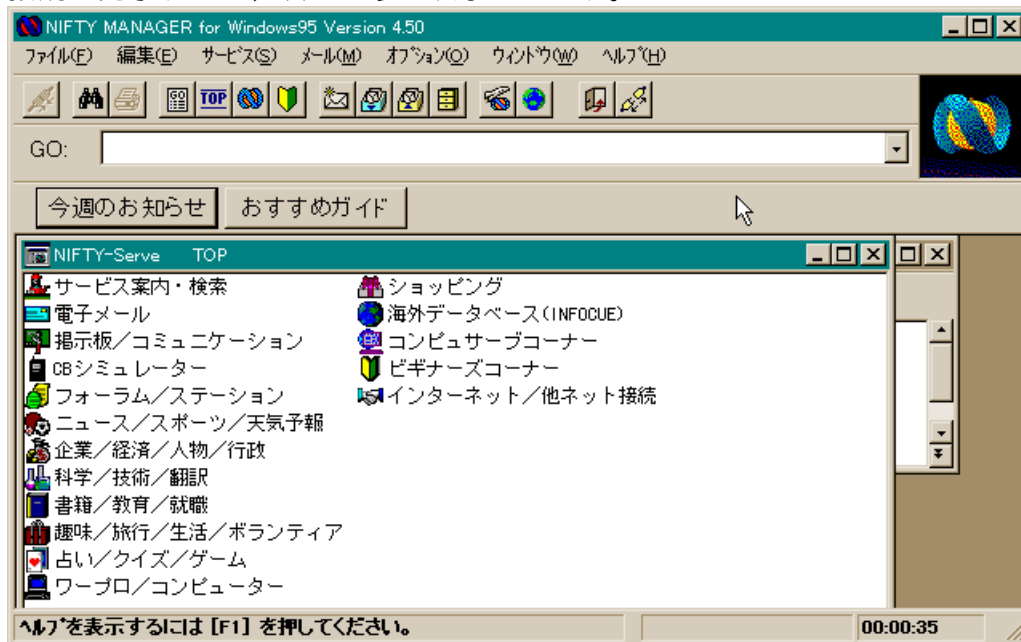 NIFTY MANAGER for Windows95 Version 4.50
ファイル(F) 編集(E) サービス(S) メール(M) オプション(O) ウィンドウ(W) ヘルプ(H)
TOP
GO:
今週のお知らせ おすすめガイド
NIFTY-Serve TOP
サービス案内・検索 ショッピング
電子メール 海外データベース(INFOCUE)
掲示板/コミュニケーション コンピュサーブコーナー
CBシミュレーター ビギナーズコーナー
フォーラム/ステーション インターネット/他ネット接続
ニュース/スポーツ/天気予報
企業/経済/人物/行政
科学/技術/翻訳
書籍/教育/就職
趣味/旅行/生活/ボランティア
占い/クイズ/ゲーム
ワープロ/コンピューター
ヘルプを表示するには [F1] を押してください。 00:00:35